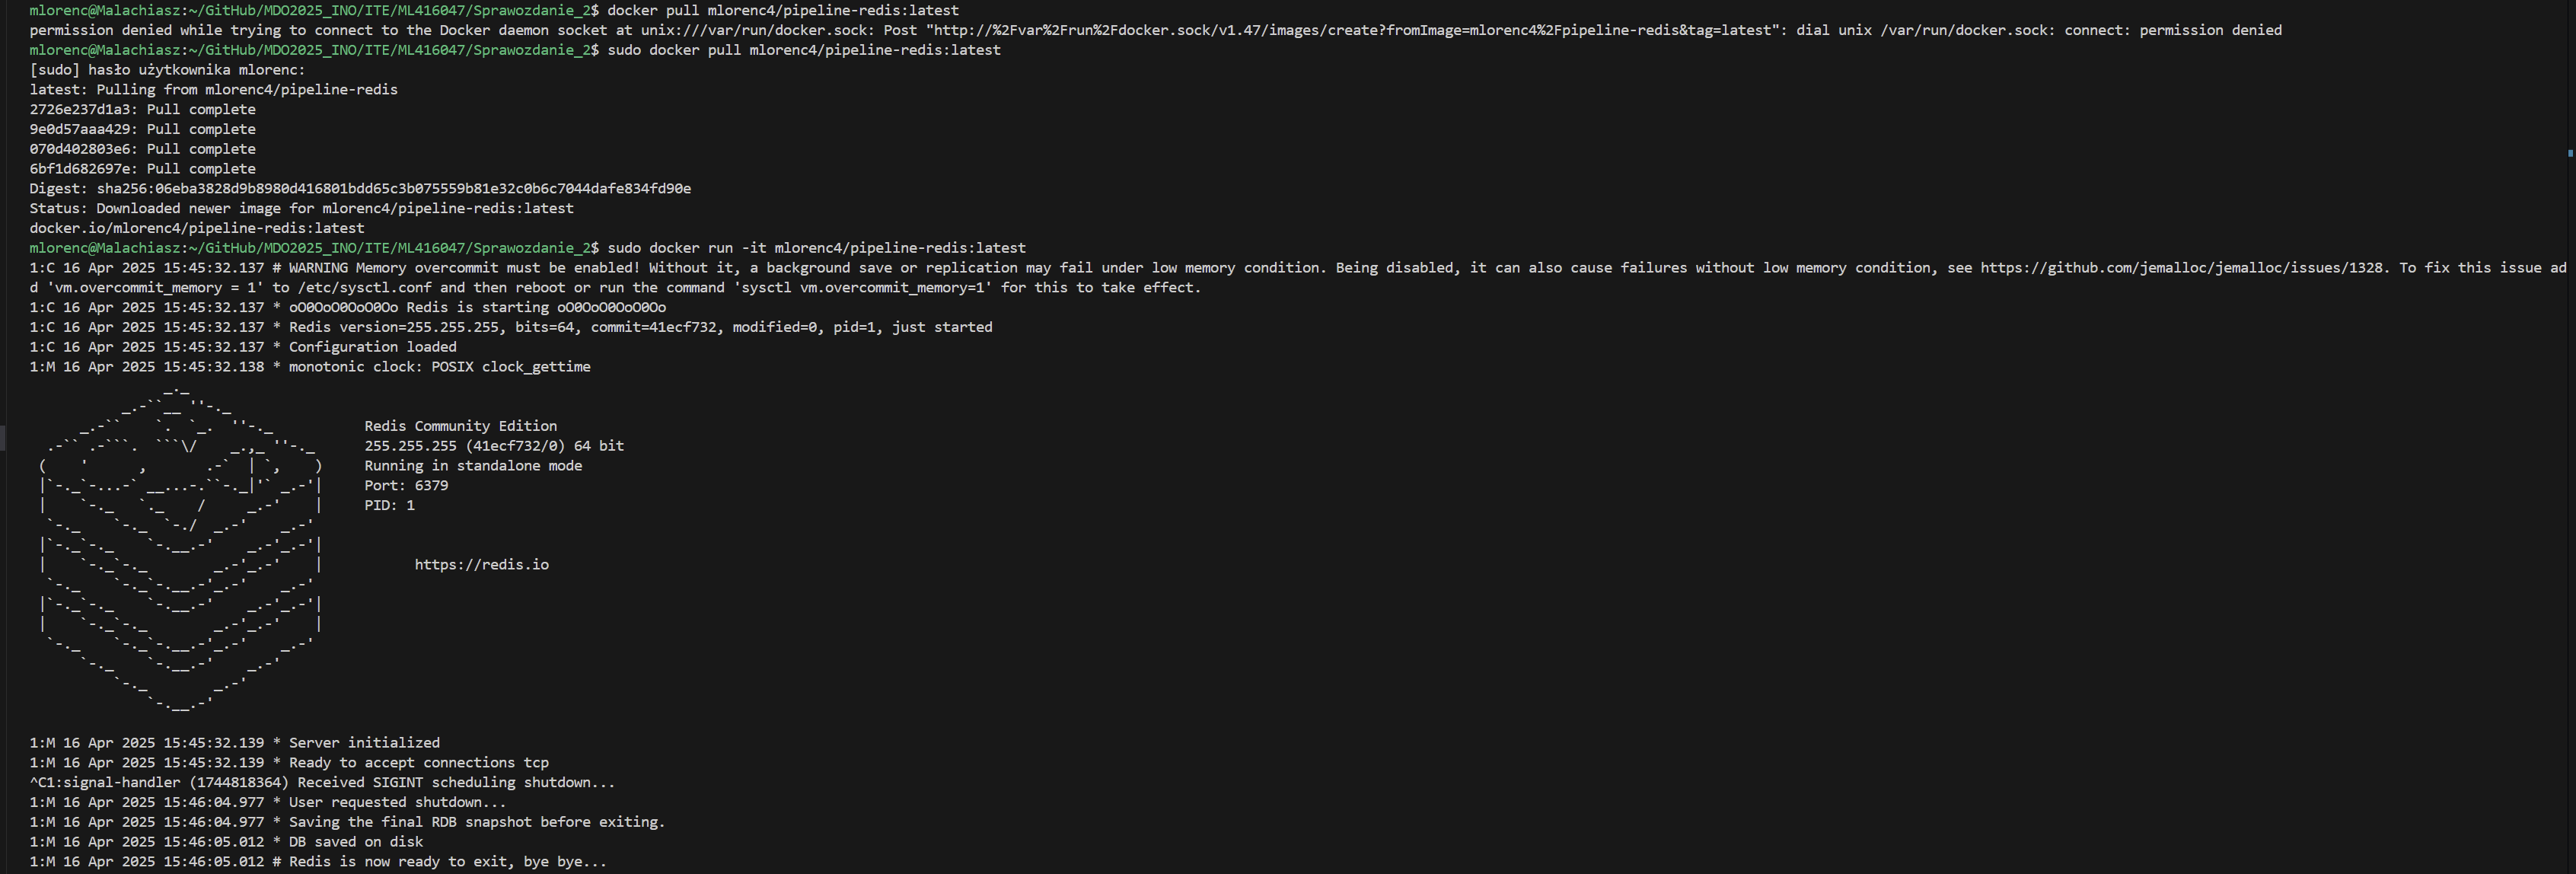 mlorenc@Malachiasz:~/GitHub/MDO2025_INO/ITE/ML416047/Sprawozdanie_2$ docker pull mlorenc4/pipeline-redis:latest
permission denied while trying to connect to the Docker daemon socket at unix:///var/run/docker.sock: Post "http://%2Fvar%2Frun%2Fdocker.sock/v1.47/images/create?fromImage=mlorenc4%2Fpipeline-redis&tag=latest": dial unix /var/run/docker.sock: connect: permission denied
mlorenc@Malachiasz:~/GitHub/MDO2025_INO/ITE/ML416047/Sprawozdanie_2$ sudo docker pull mlorenc4/pipeline-redis:latest
[sudo] hasło użytkownika mlorenc:
latest: Pulling from mlorenc4/pipeline-redis
2726e237d1a3: Pull complete
9e0d57aaa429: Pull complete
070d402803e6: Pull complete
6bf1d682697e: Pull complete
Digest: sha256:06eba3828d9b8980d416801bdd65c3b075559b81e32c0b6c7044dafe834fd90e
Status: Downloaded newer image for mlorenc4/pipeline-redis:latest
docker.io/mlorenc4/pipeline-redis:latest
mlorenc@Malachiasz:~/GitHub/MDO2025_INO/ITE/ML416047/Sprawozdanie_2$ sudo docker run -it mlorenc4/pipeline-redis:latest
1:C 16 Apr 2025 15:45:32.137 # WARNING Memory overcommit must be enabled! Without it, a background save or replication may fail under low memory condition. Being disabled, it can also cause failures without low memory condition, see https://github.com/jemalloc/jemalloc/issues/1328. To fix this issue ad
d 'vm.overcommit_memory = 1' to /etc/sysctl.conf and then reboot or run the command 'sysctl vm.overcommit_memory=1' for this to take effect.
1:C 16 Apr 2025 15:45:32.137 * oO0OoO0OoO0Oo Redis is starting oO0OoO0OoO0Oo
1:C 16 Apr 2025 15:45:32.137 * Redis version=255.255.255, bits=64, commit=41ecf732, modified=0, pid=1, just started
1:C 16 Apr 2025 15:45:32.137 * Configuration loaded
1:M 16 Apr 2025 15:45:32.138 * monotonic clock: POSIX clock_gettime
Redis Community Edition
255.255.255 (41ecf732/0) 64 bit
Running in standalone mode
Port: 6379
PID: 1
https://redis.io
1:M 16 Apr 2025 15:45:32.139 * Server initialized
1:M 16 Apr 2025 15:45:32.139 * Ready to accept connections tcp
^C1:signal-handler (1744818364) Received SIGINT scheduling shutdown...
1:M 16 Apr 2025 15:46:04.977 * User requested shutdown...
1:M 16 Apr 2025 15:46:04.977 * Saving the final RDB snapshot before exiting.
1:M 16 Apr 2025 15:46:05.012 * DB saved on disk
1:M 16 Apr 2025 15:46:05.012 # Redis is now ready to exit, bye bye...